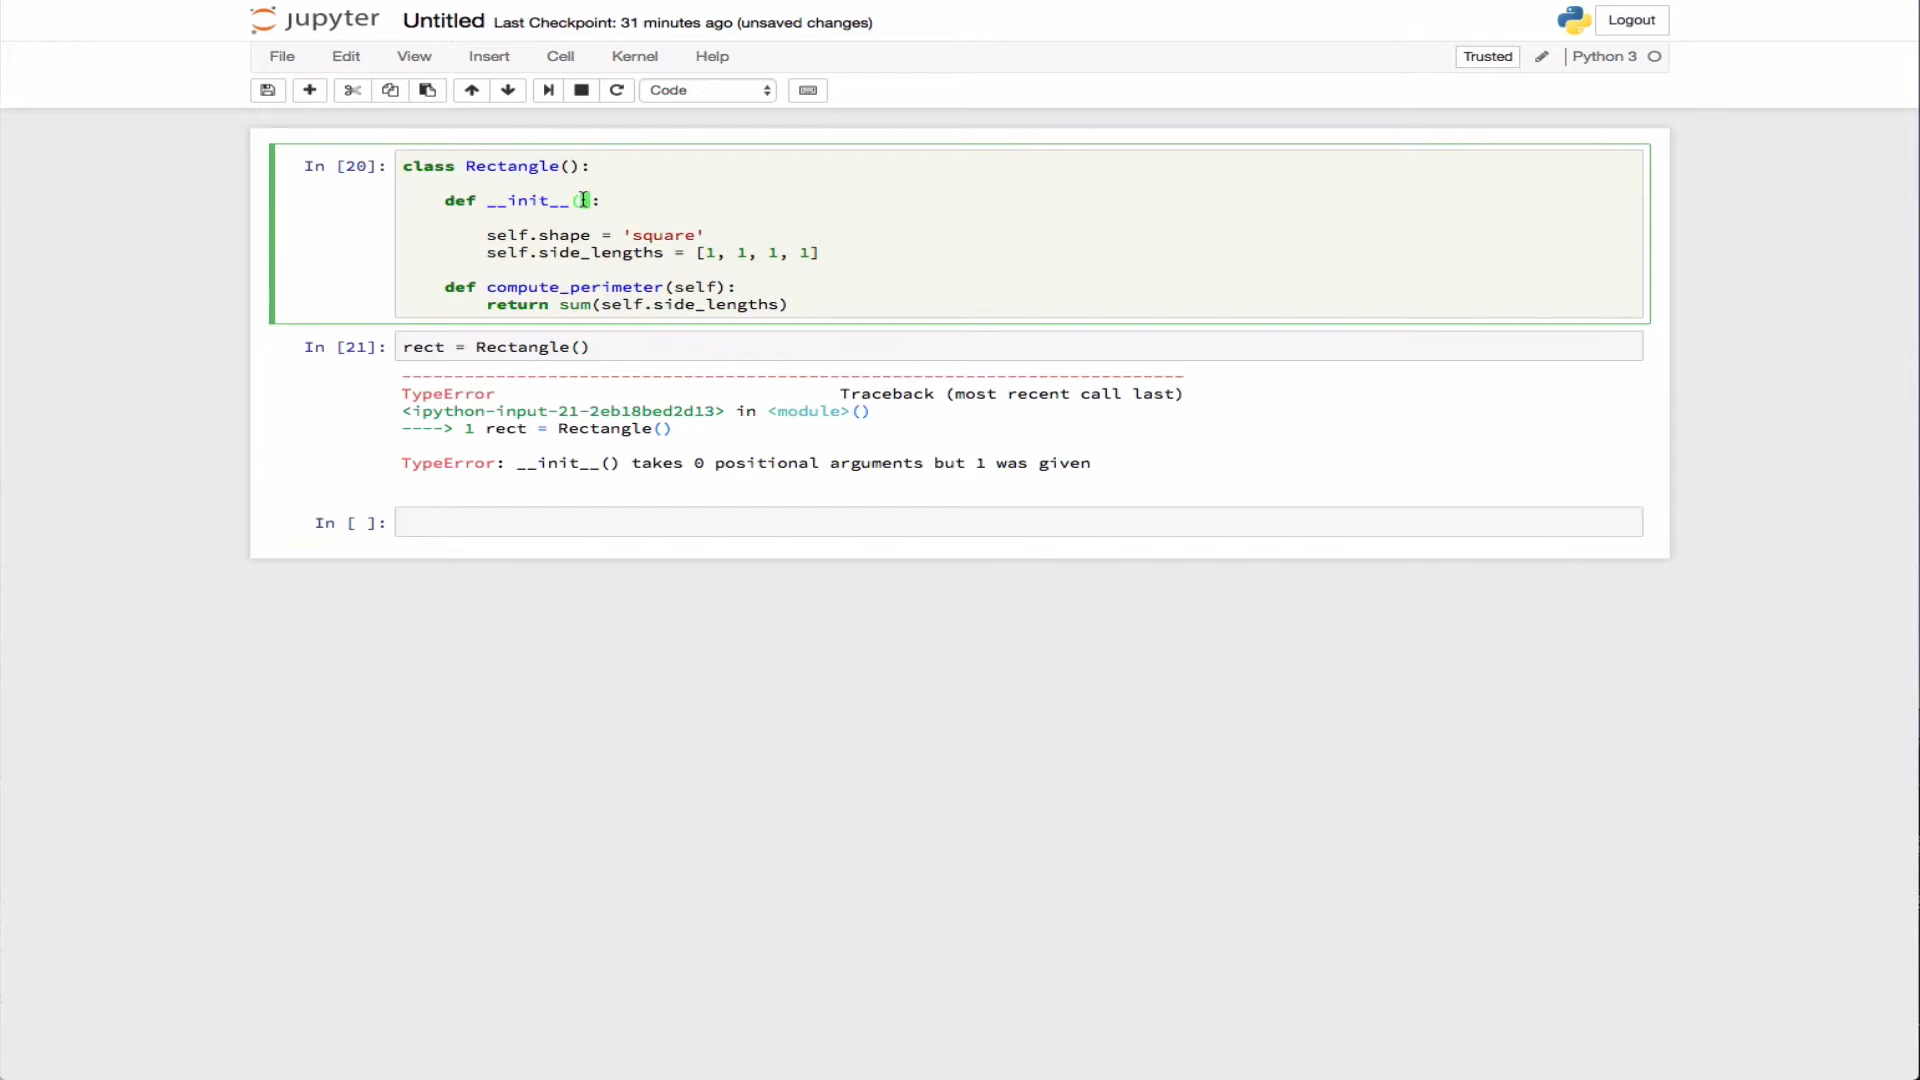 jupyter Untitled Last Checkpoint: 31 minutes ago (unsaved changes) Logout
File Edit View Insert Cell Kernel Help Trusted Python 3
Code
In [20]: class Rectangle():
def __init__():
self.shape = 'square'
self.side_lengths = [1, 1, 1, 1]
def compute_perimeter(self):
return sum(self.side_lengths)
In [21]: rect = Rectangle()
---------------------------------------------------------------------------
TypeError Traceback (most recent call last)
<ipython-input-21-2eb18bed2d13> in <module>()
----> 1 rect = Rectangle()
TypeError: __init__() takes 0 positional arguments but 1 was given
In [ ]: